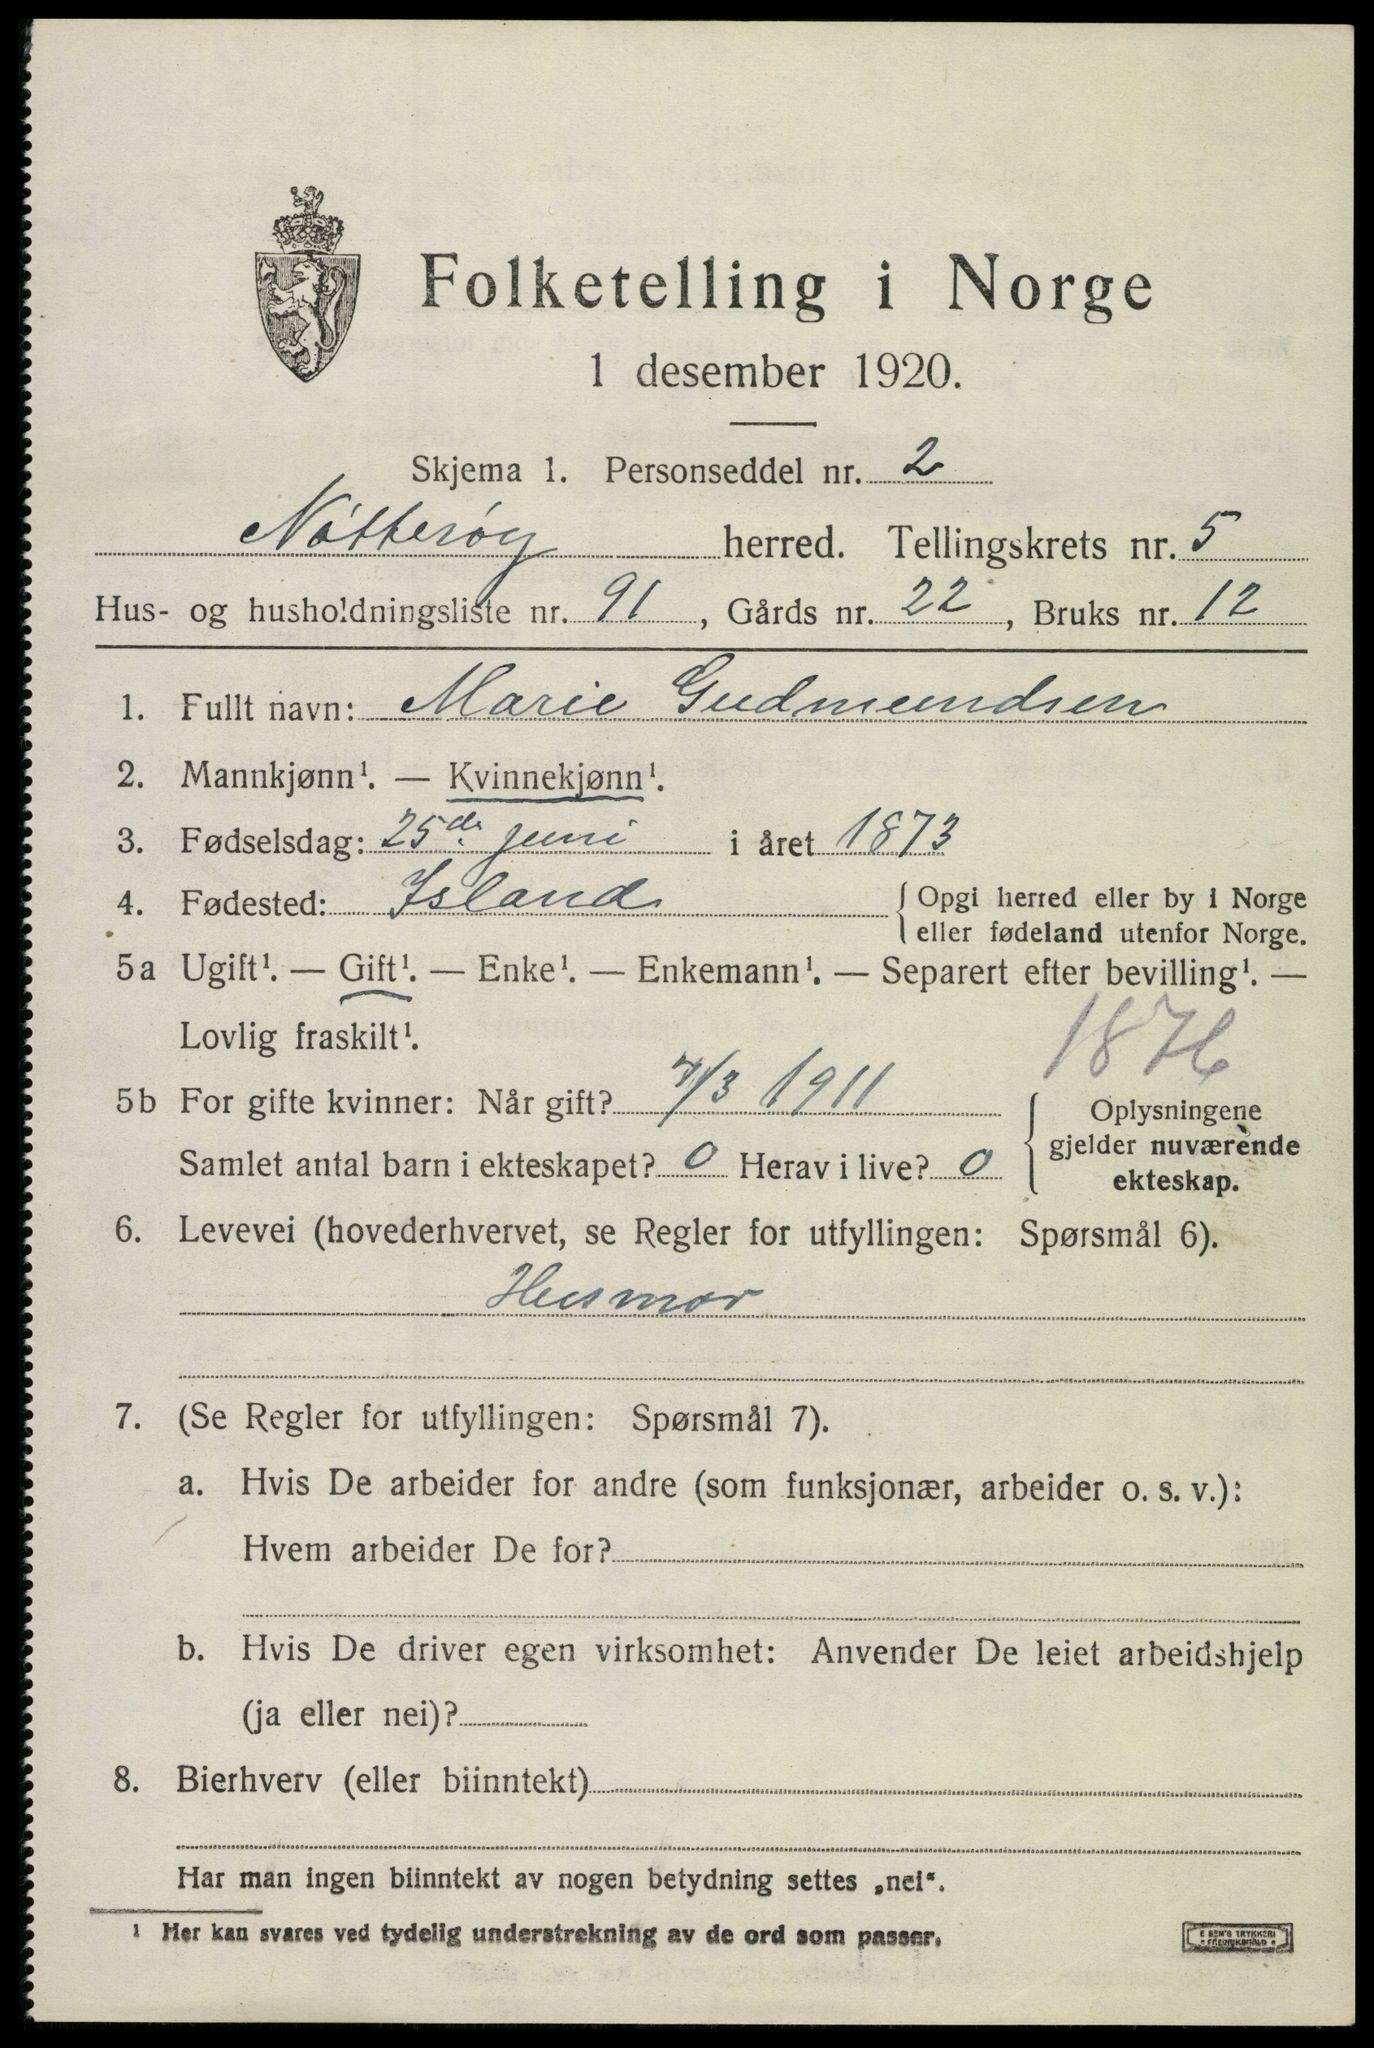 Folketelling i Norge
1 desember 1920.
Skjema 1. Personseddel nr. 2
Nötteröy herred. Tellingskrets nr. 5
Hus- og husholdningsliste nr. 91, Gårds nr. 22, Bruks nr. 12
1. Fullt navn: Marie Gudmundsen
2. Mannkjønn¹. — Kvinnekjønn¹.
3. Fødselsdag: 25de juni i året 1873
4. Fødested: Island { Opgi herred eller by i Norge
eller fødeland utenfor Norge.
5a Ugift¹. — Gift¹. — Enke¹. — Enkemann¹. — Separert efter bevilling¹. —
Lovlig fraskilt¹.
1876
5b For gifte kvinner: Når gift? 7/3 1911
Samlet antal barn i ekteskapet? 0 Herav i live? 0
Oplysningene
gjelder nuværende
ekteskap.
6. Levevei (hovederhvervet, se Regler for utfyllingen: Spørsmål 6).
Husmor
7. (Se Regler for utfyllingen: Spørsmål 7).
a. Hvis De arbeider for andre (som funksjonær, arbeider o. s. v.):
Hvem arbeider De for?
b. Hvis De driver egen virksomhet: Anvender De leiet arbeidshjelp
(ja eller nei)?
8. Bierhverv (eller biinntekt)
Har man ingen biinntekt av nogen betydning settes „nei“.
¹ Her kan svares ved tydelig understrekning av de ord som passer.